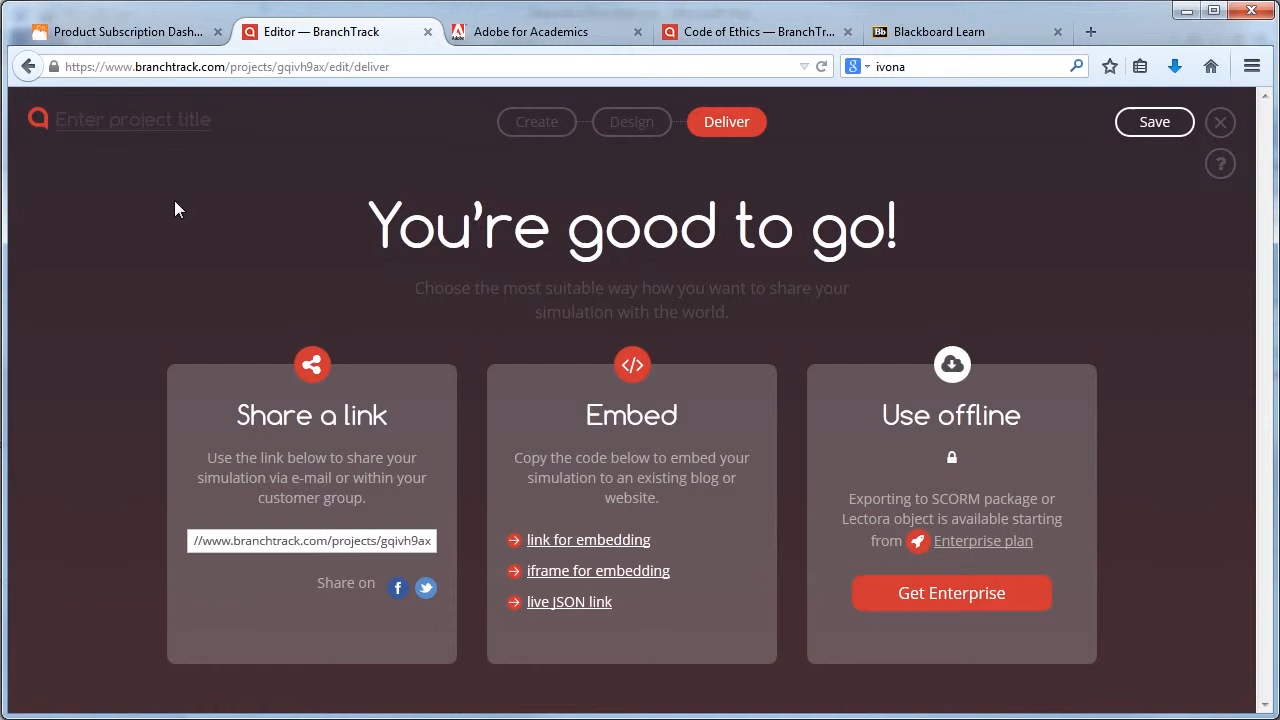 Product Subscription Dash...
Editor — BranchTrack
Adobe for Academics
Code of Ethics — BranchTr...
Bb Blackboard Learn
https://www.branchtrack.com/projects/gqivh9ax/edit/deliver
ivona
Enter project title
Create
Design
Deliver
Save
?
You're good to go!
Choose the most suitable way how you want to share your
simulation with the world.
Share a link
Use the link below to share your
simulation via e-mail or within your
customer group.
//www.branchtrack.com/projects/gqivh9ax
Share on
Embed
Copy the code below to embed your
simulation to an existing blog or
website.
link for embedding
iframe for embedding
live JSON link
Use offline
Exporting to SCORM package or
Lectora object is available starting
from Enterprise plan
Get Enterprise